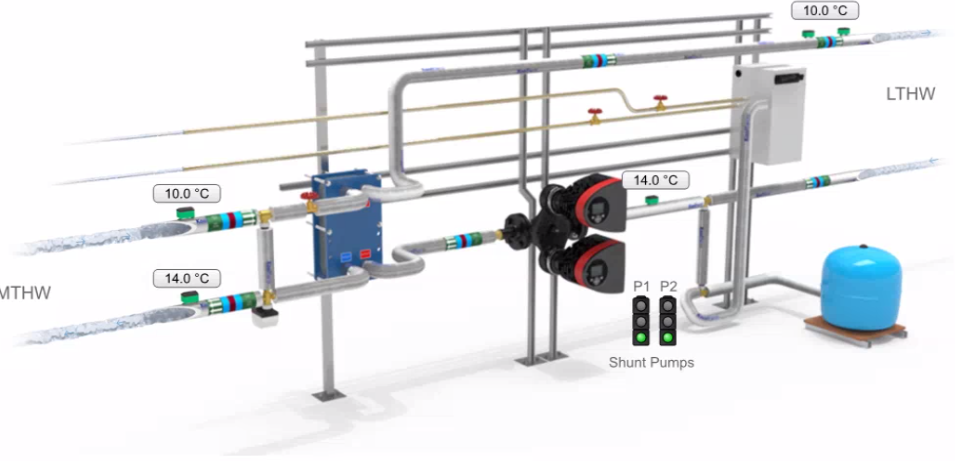 10.0 °C
LTHW
14.0 °C
10.0 °C
14.0 °C
MTHW
P1 P2
Shunt Pumps